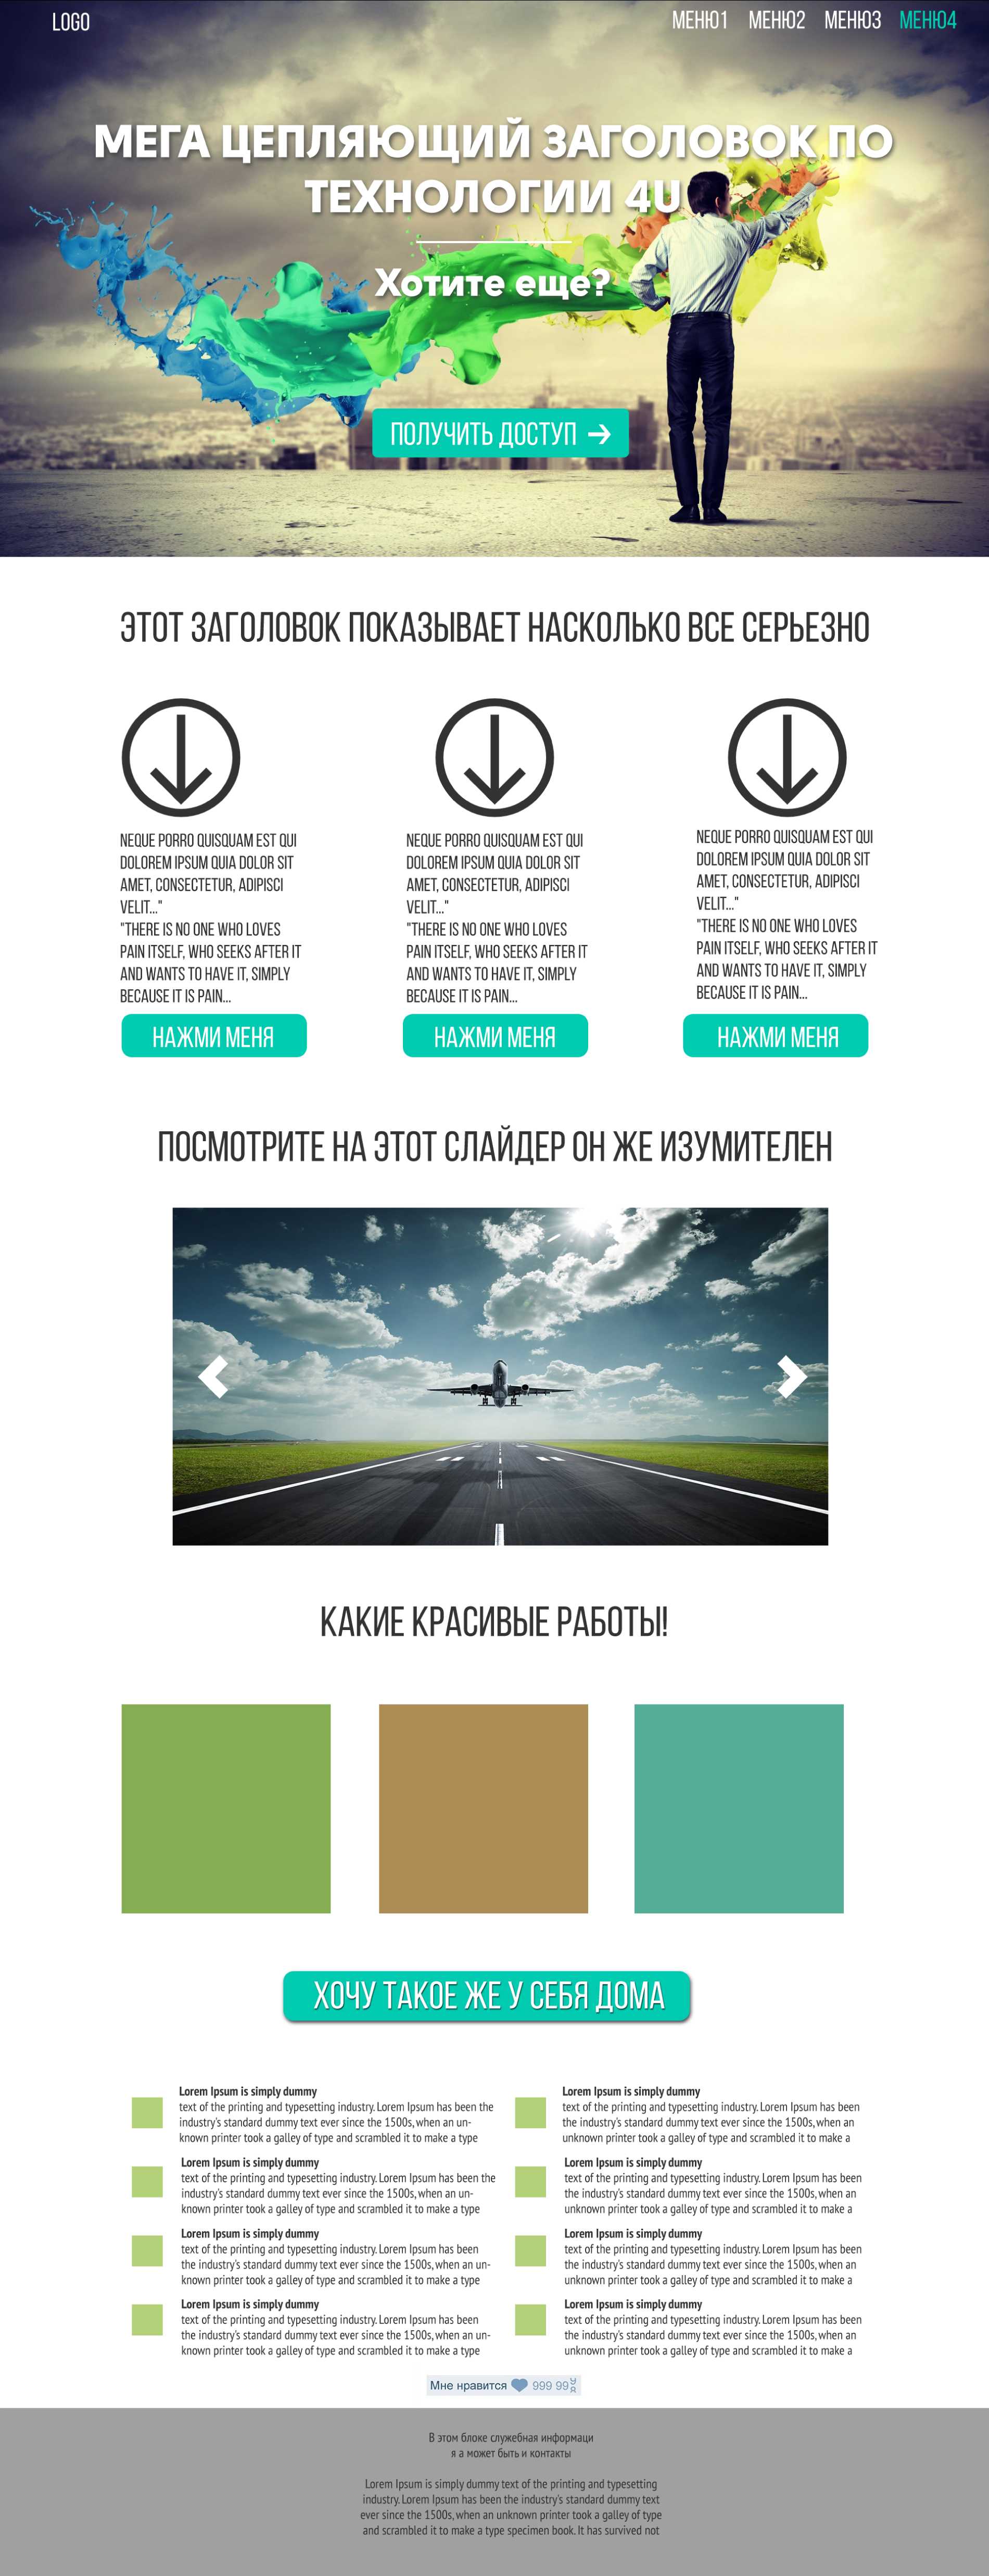 LOGO
МЕНЮ1 МЕНЮ2 МЕНЮ3 МЕНЮ4
МЕГА ЦЕПЛЯЮЩИЙ ЗАГОЛОВОК ПО
ТЕХНОЛОГИИ 4U
Хотите еще?
ПОЛУЧИТЬ ДОСТУП
ЭТОТ ЗАГОЛОВОК ПОКАЗЫВАЕТ НАСКОЛЬКО ВСЕ СЕРЬЕЗНО
NEQUE PORRO QUISQUAM EST QUI
DOLOREM IPSUM QUIA DOLOR SIT
AMET, CONSECTETUR, ADIPISCI
VELIT..."
"THERE IS NO ONE WHO LOVES
PAIN ITSELF, WHO SEEKS AFTER IT
AND WANTS TO HAVE IT, SIMPLY
BECAUSE IT IS PAIN...
НАЖМИ МЕНЯ
NEQUE PORRO QUISQUAM EST QUI
DOLOREM IPSUM QUIA DOLOR SIT
AMET, CONSECTETUR, ADIPISCI
VELIT..."
"THERE IS NO ONE WHO LOVES
PAIN ITSELF, WHO SEEKS AFTER IT
AND WANTS TO HAVE IT, SIMPLY
BECAUSE IT IS PAIN...
НАЖМИ МЕНЯ
NEQUE PORRO QUISQUAM EST QUI
DOLOREM IPSUM QUIA DOLOR SIT
AMET, CONSECTETUR, ADIPISCI
VELIT..."
"THERE IS NO ONE WHO LOVES
PAIN ITSELF, WHO SEEKS AFTER IT
AND WANTS TO HAVE IT, SIMPLY
BECAUSE IT IS PAIN...
НАЖМИ МЕНЯ
ПОСМОТРИТЕ НА ЭТОТ СЛАЙДЕР ОН ЖЕ ИЗУМИТЕЛЕН
КАКИЕ КРАСИВЫЕ РАБОТЫ!
ХОЧУ ТАКОЕ ЖЕ У СЕБЯ ДОМА
Lorem Ipsum is simply dummy
text of the printing and typesetting industry. Lorem Ipsum has been the
industry's standard dummy text ever since the 1500s, when an un-
known printer took a galley of type and scrambled it to make a type
Lorem Ipsum is simply dummy
text of the printing and typesetting industry. Lorem Ipsum has been the
industry's standard dummy text ever since the 1500s, when an un-
known printer took a galley of type and scrambled it to make a type
Lorem Ipsum is simply dummy
text of the printing and typesetting industry. Lorem Ipsum has been
the industry's standard dummy text ever since the 1500s, when an un-
known printer took a galley of type and scrambled it to make a type
Lorem Ipsum is simply dummy
text of the printing and typesetting industry. Lorem Ipsum has been
the industry's standard dummy text ever since the 1500s, when an un-
known printer took a galley of type and scrambled it to make a type
Lorem Ipsum is simply dummy
text of the printing and typesetting industry. Lorem Ipsum has been
the industry's standard dummy text ever since the 1500s, when an
unknown printer took a galley of type and scrambled it to make a
Lorem Ipsum is simply dummy
text of the printing and typesetting industry. Lorem Ipsum has been
the industry's standard dummy text ever since the 1500s, when an
unknown printer took a galley of type and scrambled it to make a
Lorem Ipsum is simply dummy
text of the printing and typesetting industry. Lorem Ipsum has been
the industry's standard dummy text ever since the 1500s, when an
unknown printer took a galley of type and scrambled it to make a
Lorem Ipsum is simply dummy
text of the printing and typesetting industry. Lorem Ipsum has been
the industry's standard dummy text ever since the 1500s, when an
unknown printer took a galley of type and scrambled it to make a
Мне нравится 999 99
В этом блоке служебная информаци
я а может быть и контакты
Lorem Ipsum is simply dummy text of the printing and typesetting
industry. Lorem Ipsum has been the industry's standard dummy text
ever since the 1500s, when an unknown printer took a galley of type
and scrambled it to make a type specimen book. It has survived not